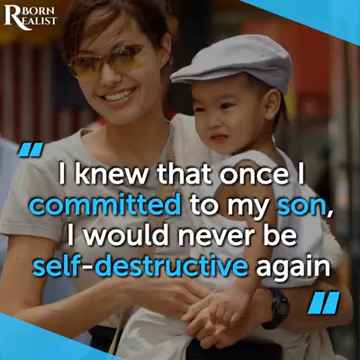 BORN
REALIST
"
I knew that once I
committed to my son,
I would never be
self-destructive again
"